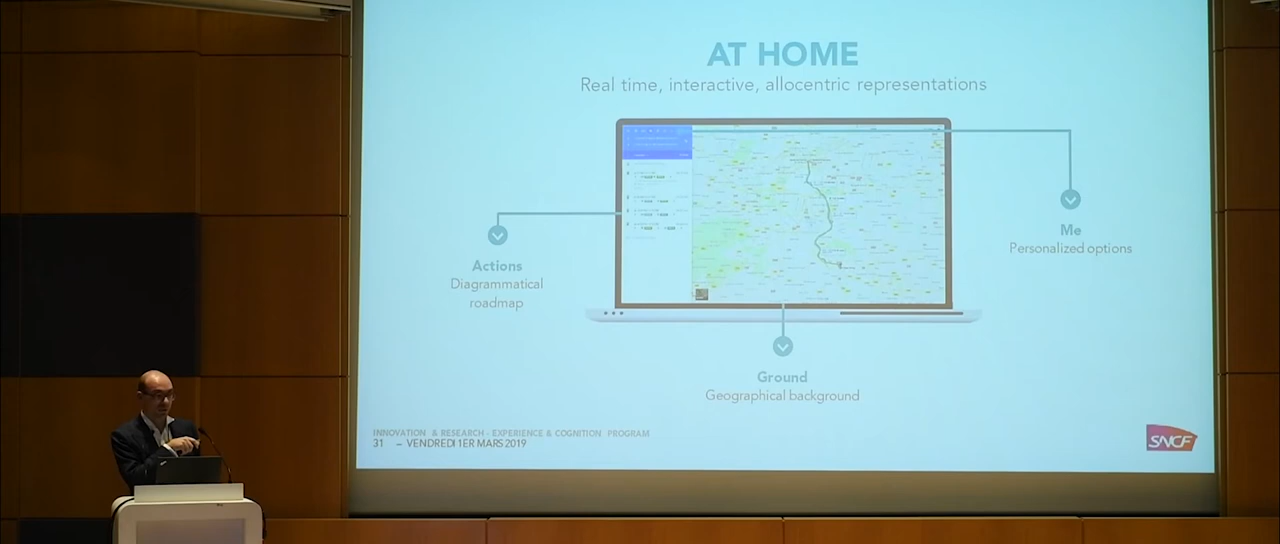 AT HOME
Real time, interactive, allocentric representations
Me
Personalized options
Actions
Diagrammatical
roadmap
Ground
Geographical background
INNOVATION & RESEARCH - EXPERIENCE & COGNITION PROGRAM
31 – VENDREDI 1ER MARS 2019
SNCF